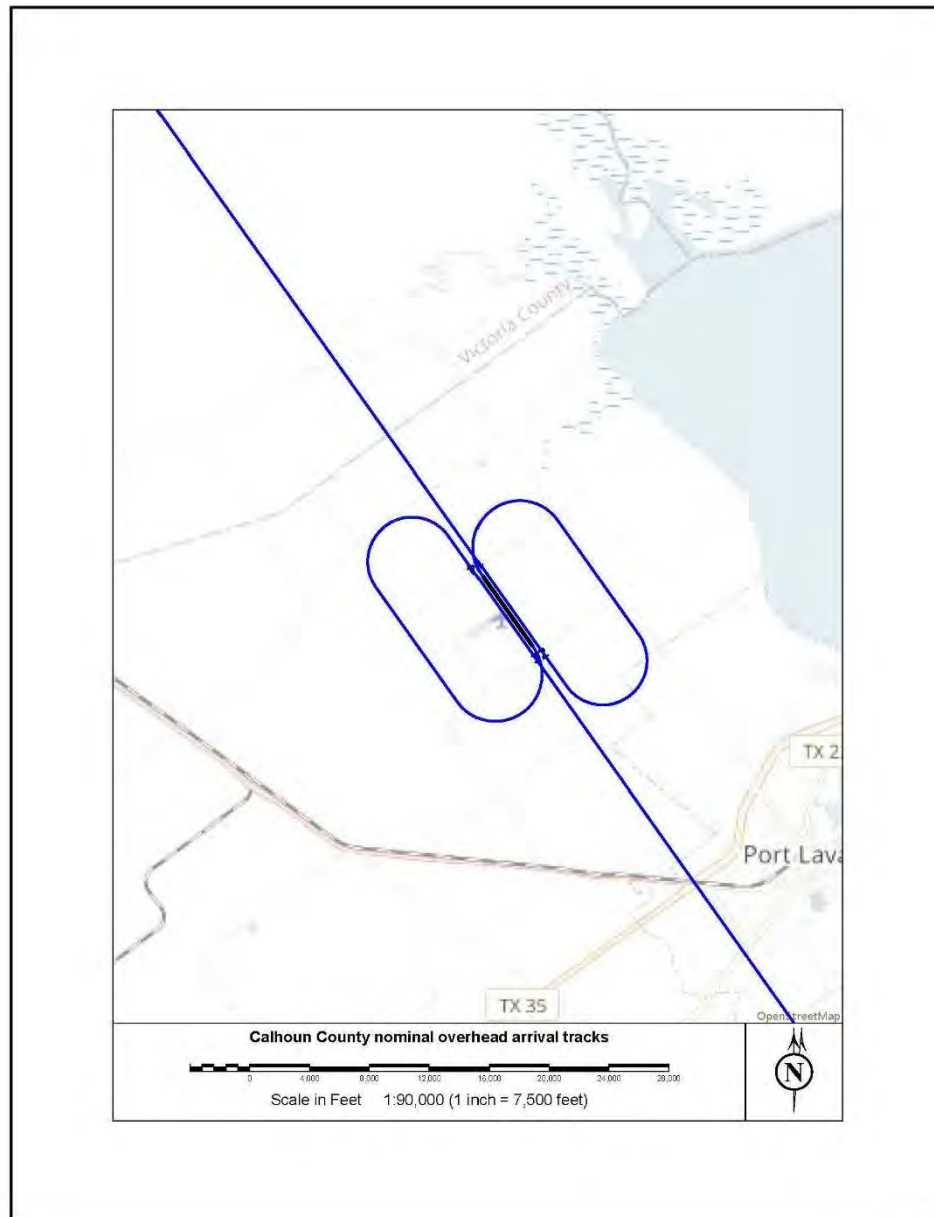 Victoria County
TX 2
Port Lava
TX 35
OpenStreetMap
Calhoun County nominal overhead arrival tracks
0 4,000 8,000 12,000 16,000 20,000 24,000 28,000
Scale in Feet 1:90,000 (1 inch = 7,500 feet)
N